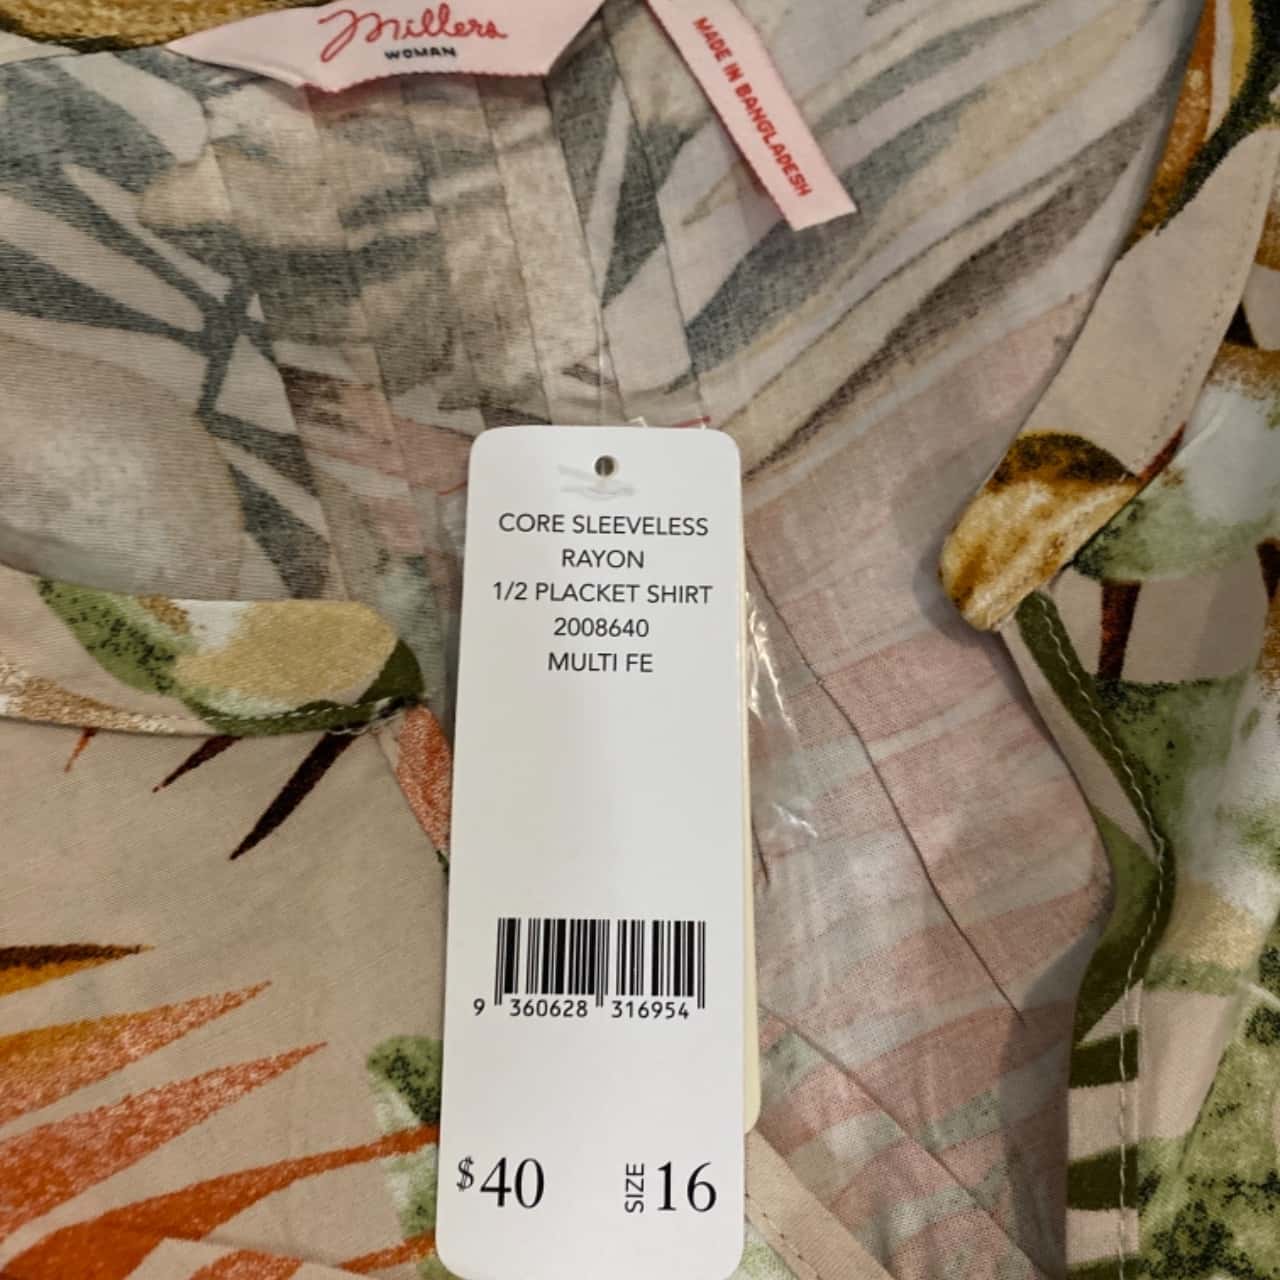 Millers
WOMAN
MADE IN BANGLADESH
CORE SLEEVELESS
RAYON
1/2 PLACKET SHIRT
2008640
MULTI FE
9 360628 316954
$40
SIZE 16